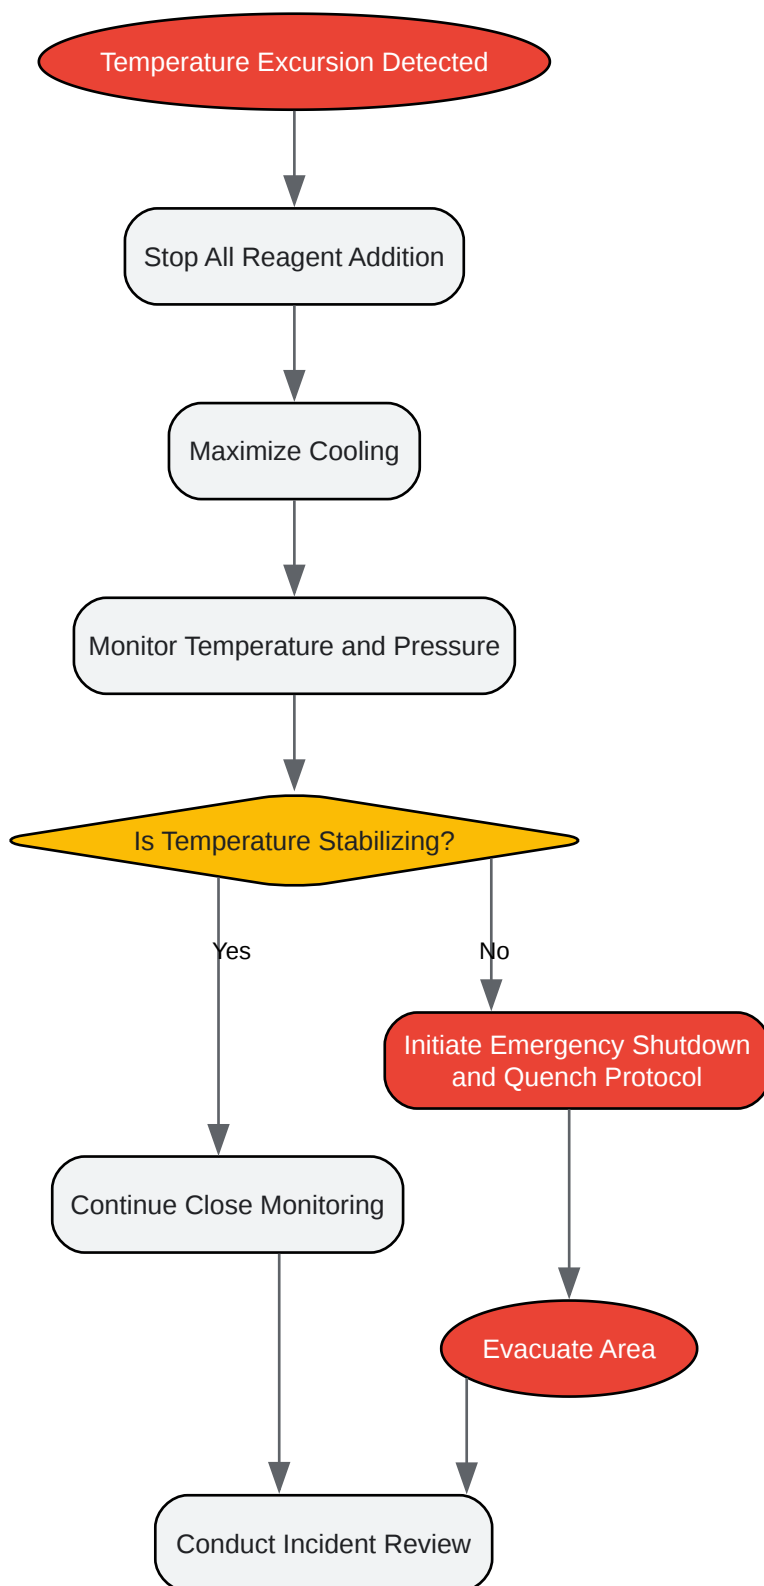 Temperature Excursion Detected
Stop All Reagent Addition
Maximize Cooling
Monitor Temperature and Pressure
Is Temperature Stabilizing?
Yes
No
Initiate Emergency Shutdown
and Quench Protocol
Continue Close Monitoring
Evacuate Area
Conduct Incident Review